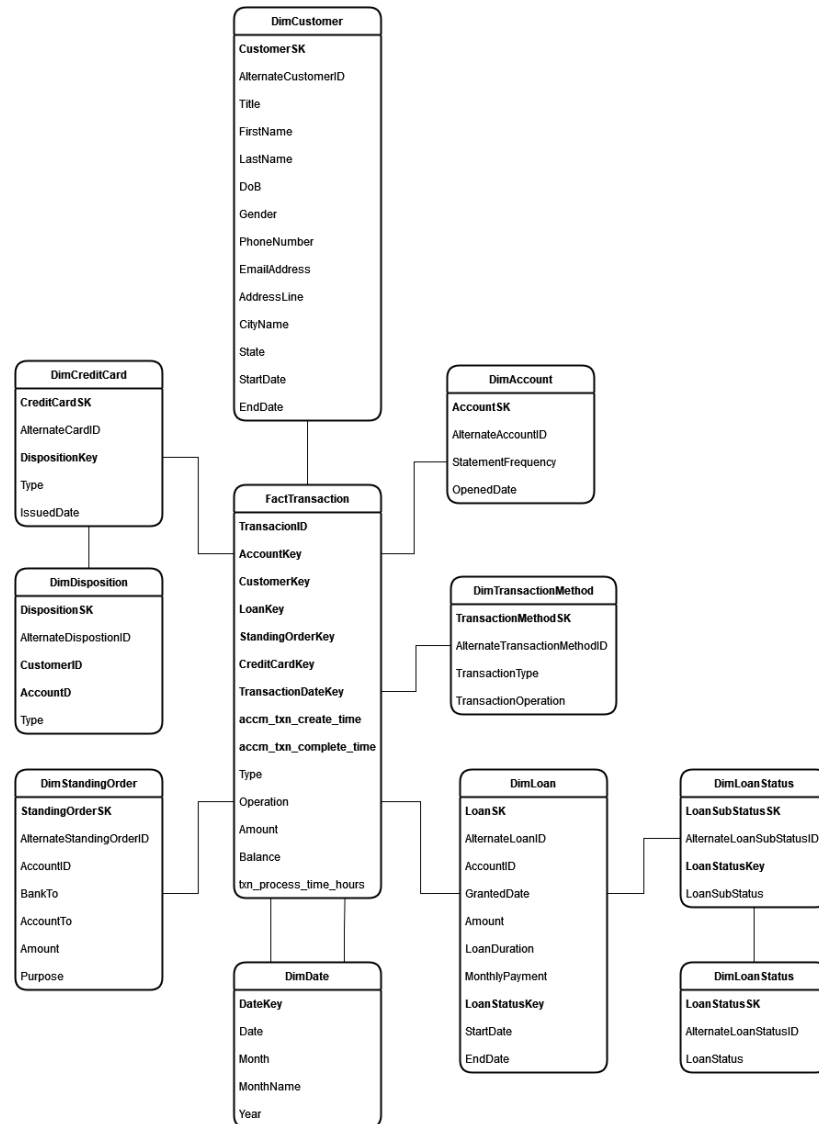 DimCustomer
CustomerSK
AlternateCustomerID
Title
FirstName
LastName
DoB
Gender
PhoneNumber
EmailAddress
AddressLine
CityName
State
StartDate
EndDate
DimCreditCard
CreditCardSK
AlternateCardID
DispositionKey
Type
IssuedDate
DimAccount
AccountSK
AlternateAccountID
StatementFrequency
OpenedDate
FactTransaction
TransacionID
AccountKey
CustomerKey
LoanKey
StandingOrderKey
CreditCardKey
TransactionDateKey
accm_txn_create_time
accm_txn_complete_time
Type
Operation
Amount
Balance
txn_process_time_hours
DimDisposition
DispositionSK
AlternateDispostionID
CustomerID
AccountD
Type
DimTransactionMethod
TransactionMethodSK
AlternateTransactionMethodID
TransactionType
TransactionOperation
DimStandingOrder
StandingOrderSK
AlternateStandingOrderID
AccountID
BankTo
AccountTo
Amount
Purpose
DimLoan
LoanSK
AlternateLoanID
AccountID
GrantedDate
Amount
LoanDuration
MonthlyPayment
LoanStatusKey
StartDate
EndDate
DimLoanStatus
LoanSubStatusSK
AlternateLoanSubStatusID
LoanStatusKey
LoanSubStatus
DimDate
DateKey
Date
Month
MonthName
Year
DimLoanStatus
LoanStatusSK
AlternateLoanStatusID
LoanStatus